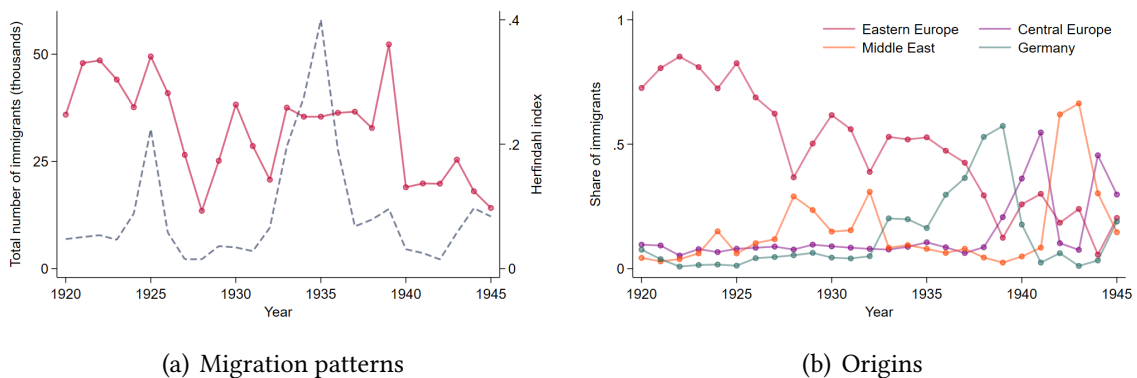 Total number of immigrants (thousands)
50
25
0
.4
.2
0
Herfindahl index
1920 1925 1930 1935 1940 1945
Year
(a) Migration patterns
Share of immigrants
1
.5
0
Eastern Europe Central Europe
Middle East Germany
1920 1925 1930 1935 1940 1945
Year
(b) Origins